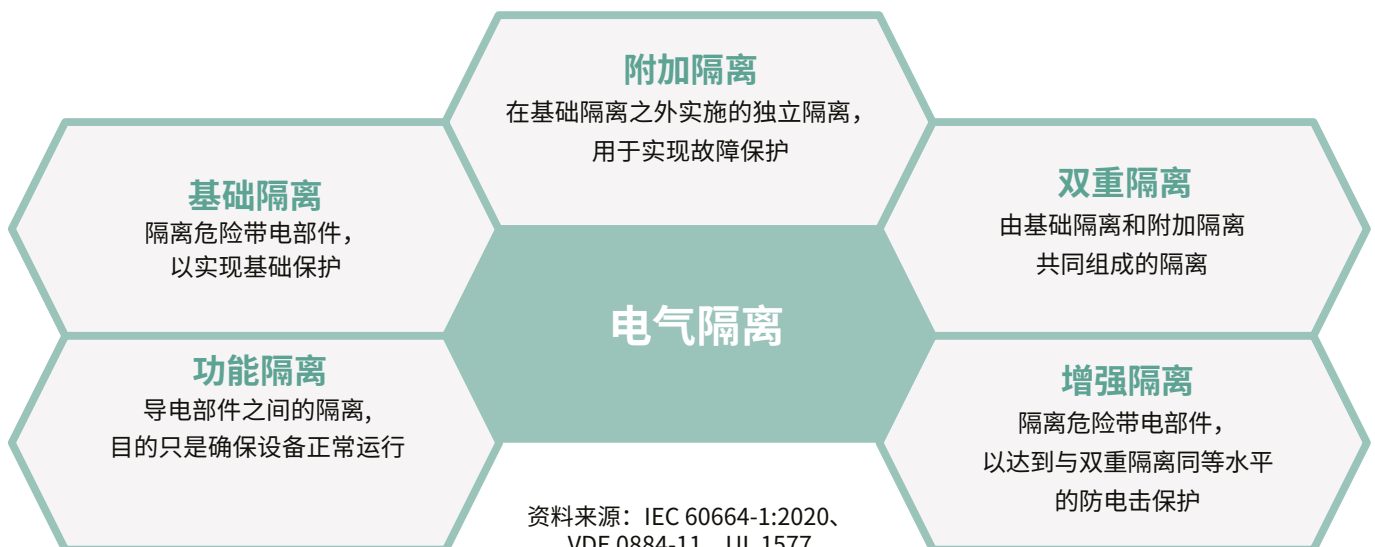 附加隔离
在基础隔离之外实施的独立隔离，
用于实现故障保护
基础隔离
隔离危险带电部件，
以实现基础保护
双重隔离
由基础隔离和附加隔离
共同组成的隔离
电气隔离
功能隔离
导电部件之间的隔离,
目的只是确保设备正常运行
增强隔离
隔离危险带电部件，
以达到与双重隔离同等水平
的防电击保护
资料来源：IEC 60664-1:2020、
VDE 0884-11、UL 1577